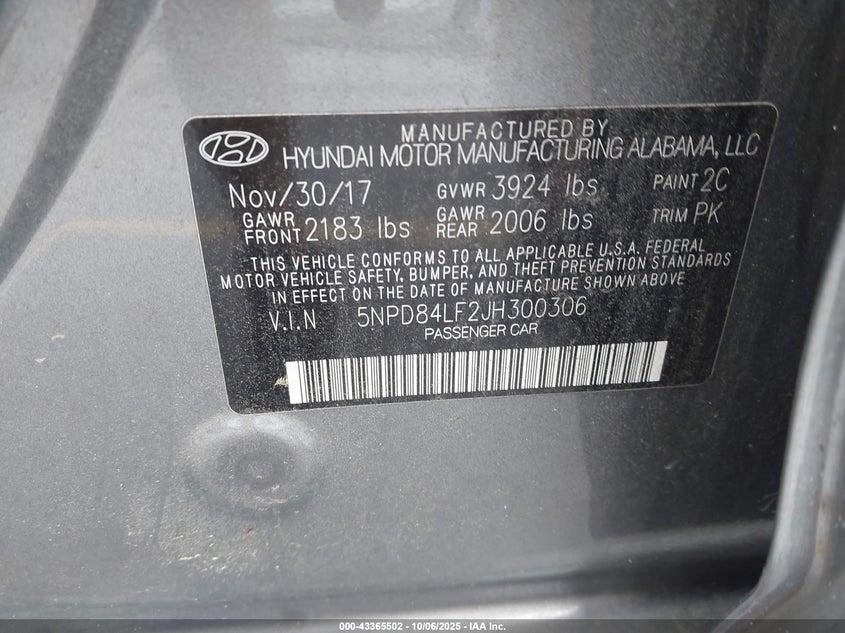 MANUFACTURED BY
HYUNDAI MOTOR MANUFACTURING ALABAMA, LLC
Nov/30/17 GVWR 3924 lbs PAINT 2C
GAWR FRONT 2183 lbs GAWR REAR 2006 lbs TRIM PK
THIS VEHICLE CONFORMS TO ALL APPLICABLE U.S.A. FEDERAL
MOTOR VEHICLE SAFETY, BUMPER, AND THEFT PREVENTION STANDARDS
IN EFFECT ON THE DATE OF MANUFACTURE SHOWN ABOVE
V.I.N 5NPD84LF2JH300306
PASSENGER CAR
000-43365502 - 10/06/2025 - IAA Inc.